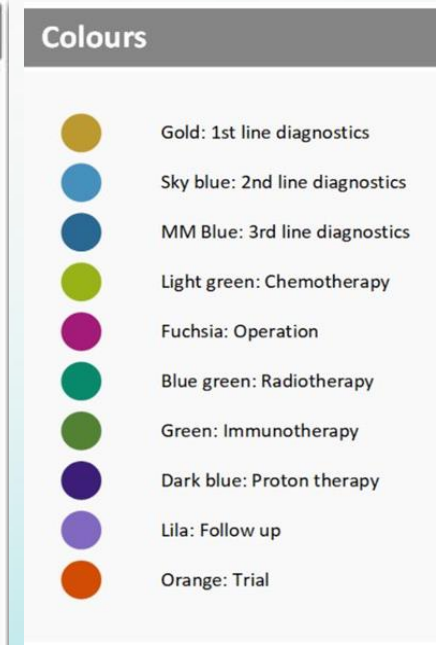 Colours
Gold: 1st line diagnostics
Sky blue: 2nd line diagnostics
MM Blue: 3rd line diagnostics
Light green: Chemotherapy
Fuchsia: Operation
Blue green: Radiotherapy
Green: Immunotherapy
Dark blue: Proton therapy
Lila: Follow up
Orange: Trial